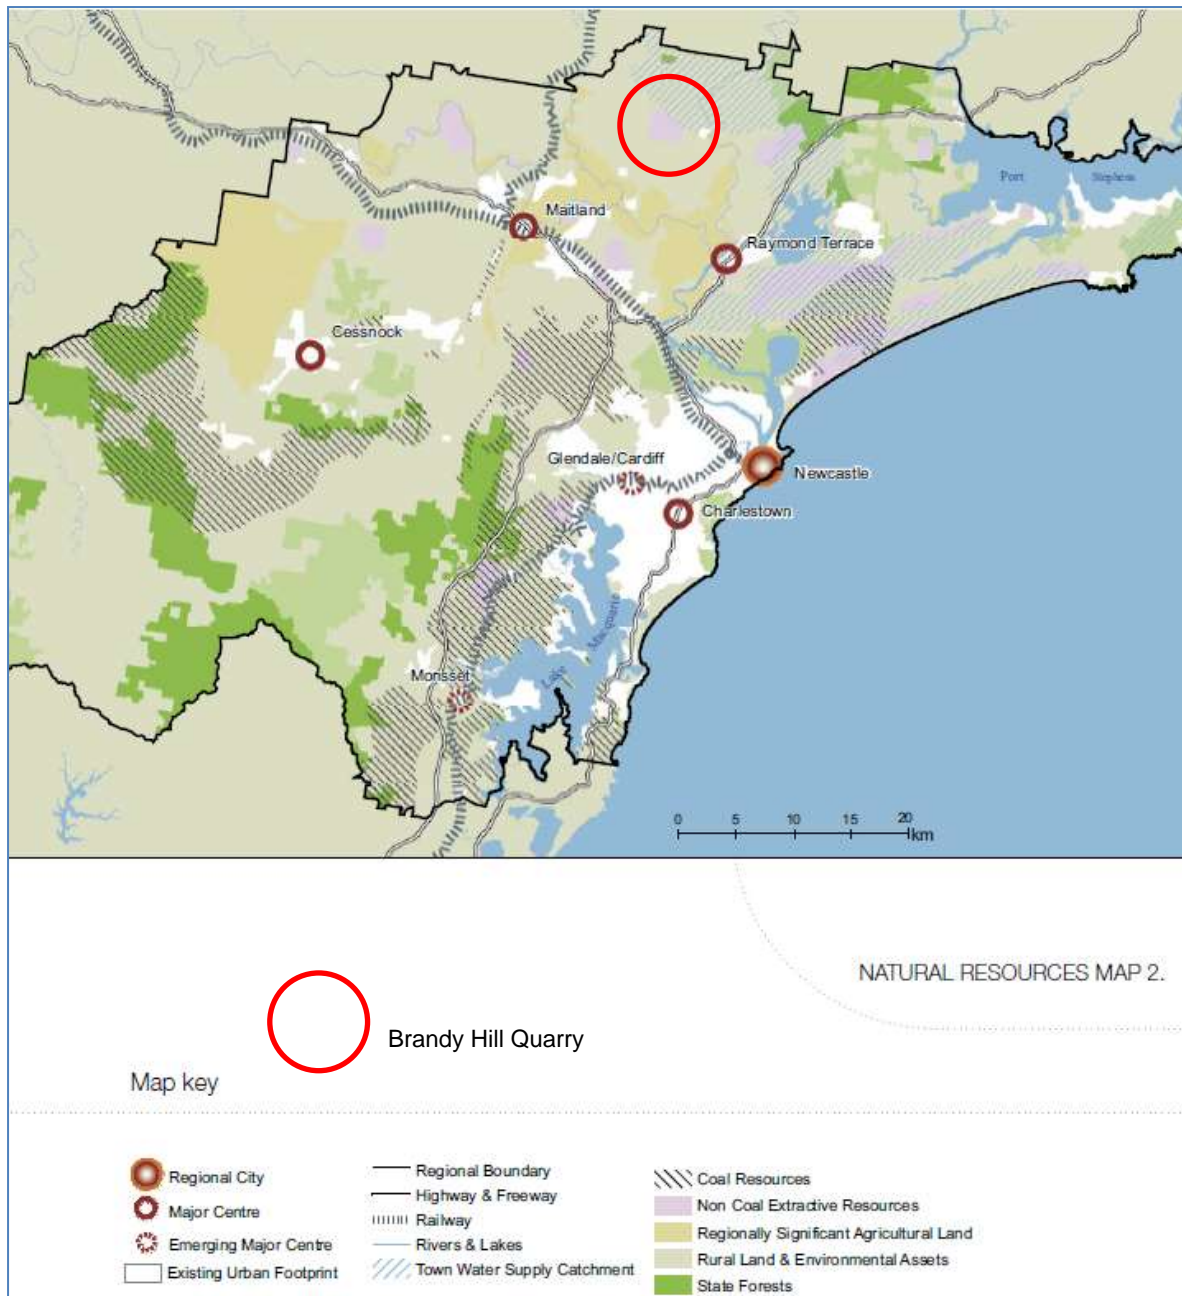 Port
Stephens
Maitland
Raymond Terrace
Cessnock
Glendale/Cardiff
Newcastle
Charlestown
Lake Macquarie
Morisset
0 5 10 15 20
km
NATURAL RESOURCES MAP 2.
Brandy Hill Quarry
Map key
Regional City
Major Centre
Emerging Major Centre
Existing Urban Footprint
Regional Boundary
Highway & Freeway
Railway
Rivers & Lakes
Town Water Supply Catchment
Coal Resources
Non Coal Extractive Resources
Regionally Significant Agricultural Land
Rural Land & Environmental Assets
State Forests